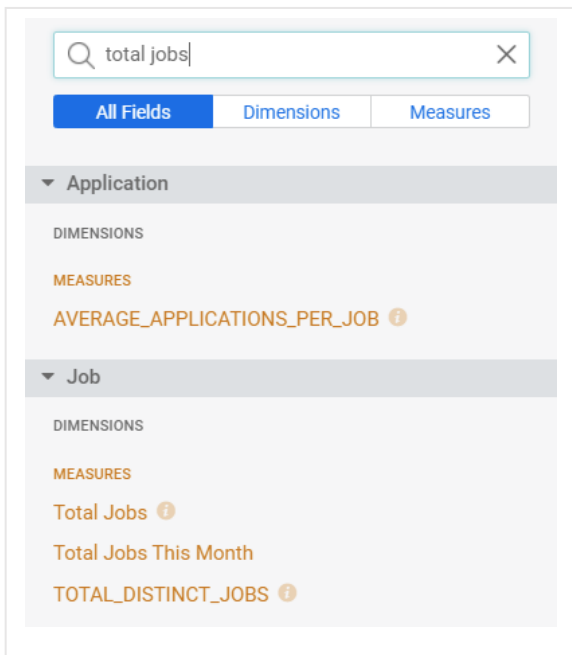 total jobs
All Fields Dimensions Measures
Application
DIMENSIONS
MEASURES
AVERAGE_APPLICATIONS_PER_JOB
Job
DIMENSIONS
MEASURES
Total Jobs
Total Jobs This Month
TOTAL_DISTINCT_JOBS